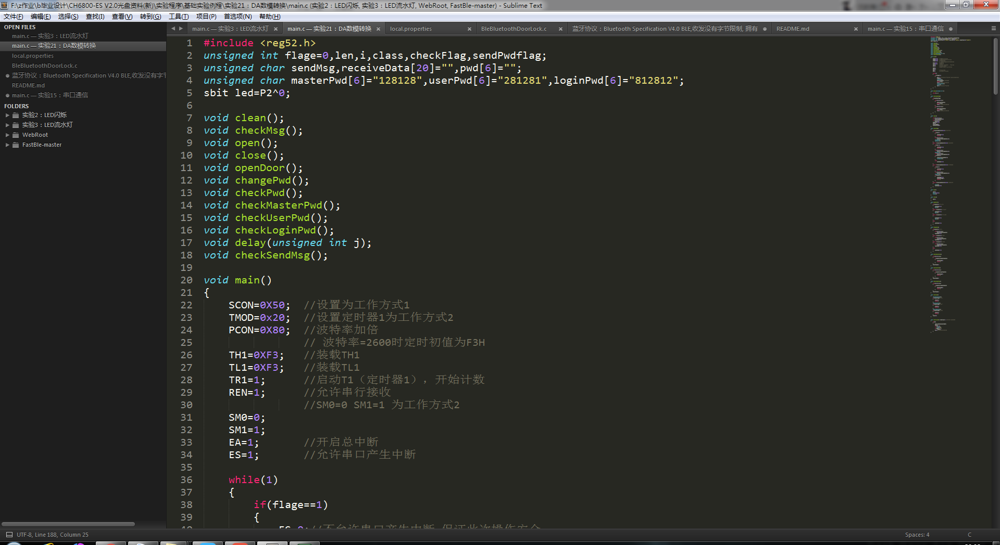 F:\z作业\b毕业设计\CH6800-ES V2.0光盘资料(新)\实验程序\基础实验例程\实验21：DA数模转换\main.c (实验2：LED闪烁, 实验3：LED流水灯, WebRoot, FastBle-master) - Sublime Text
文件(F) 编辑(E) 选择(S) 查找(I) 查看(V) 转到(G) 工具(T) 项目(P) 首选项(N) 帮助(H)
OPEN FILES
main.c — 实验3：LED流水灯
main.c — 实验21：DA数模转换
local.properties
BleBluetoothDoorLock.c
蓝牙协议：Bluetooth Specification V4.0 BLE,收发没有字节
README.md
main.c — 实验15：串口通信
FOLDERS
实验2：LED闪烁
实验3：LED流水灯
WebRoot
FastBle-master
main.c — 实验3：LED流水灯 main.c — 实验21：DA数模转换 local.properties BleBluetoothDoorLock.c 蓝牙协议：Bluetooth Specification V4.0 BLE,收发没有字节限制, 拥有 README.md main.c — 实验15：串口通信
1 #include <reg52.h>
2 unsigned int flage=0,len,i,class,checkFlag,sendPwdflag;
3 unsigned char sendMsg,receiveData[20]="",pwd[6]="";
4 unsigned char masterPwd[6]="128128",userPwd[6]="281281",loginPwd[6]="812812";
5 sbit led=P2^0;
6
7 void clean();
8 void checkMsg();
9 void open();
10 void close();
11 void openDoor();
12 void changePwd();
13 void checkPwd();
14 void checkMasterPwd();
15 void checkUserPwd();
16 void checkLoginPwd();
17 void delay(unsigned int j);
18 void checkSendMsg();
19
20 void main()
21 {
22 SCON=0X50; //设置为工作方式1
23 TMOD=0x20; //设置定时器1为工作方式2
24 PCON=0X80; //波特率加倍
25 // 波特率=2600时定时初值为F3H
26 TH1=0XF3; //装载TH1
27 TL1=0XF3; //装载TL1
28 TR1=1; //启动T1（定时器1），开始计数
29 REN=1; //允许串行接收
30 //SM0=0 SM1=1 为工作方式2
31 SM0=0;
32 SM1=1;
33 EA=1; //开启总中断
34 ES=1; //允许串口产生中断
35
36 while(1)
37 {
38 if(flage==1)
39 {
40 ES=0;//不允许串口产生中断,保证此次操作安全
UTF-8, Line 188, Column 25
Spaces: 4
C